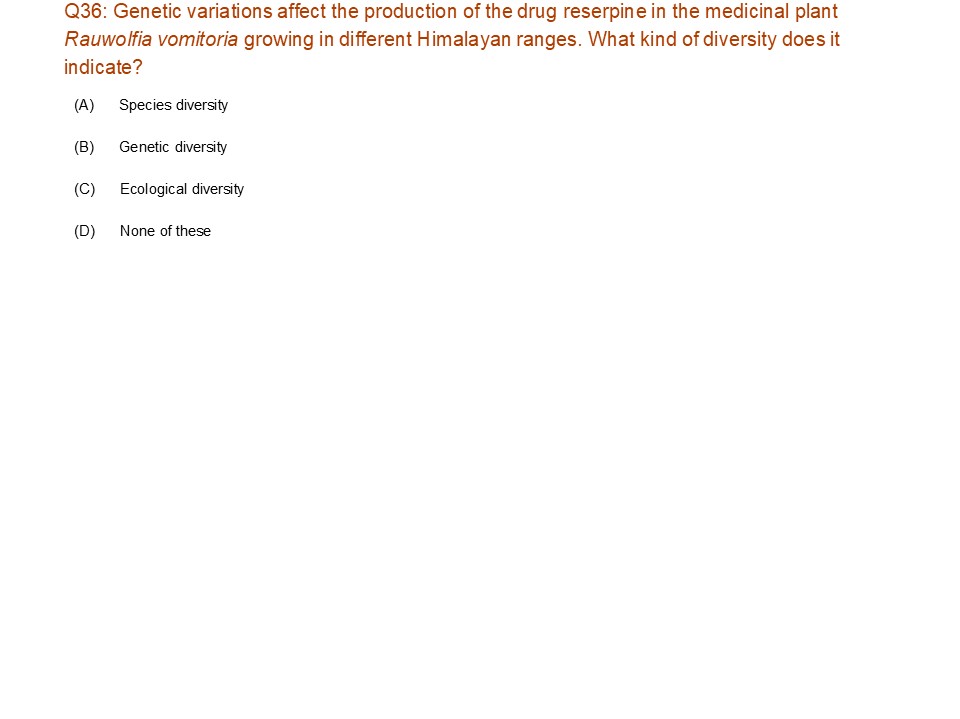 Q36: Genetic variations affect the production of the drug reserpine in the medicinal plant
Rauwolfia vomitoria growing in different Himalayan ranges. What kind of diversity does it
indicate?
(A) Species diversity
(B) Genetic diversity
(C) Ecological diversity
(D) None of these